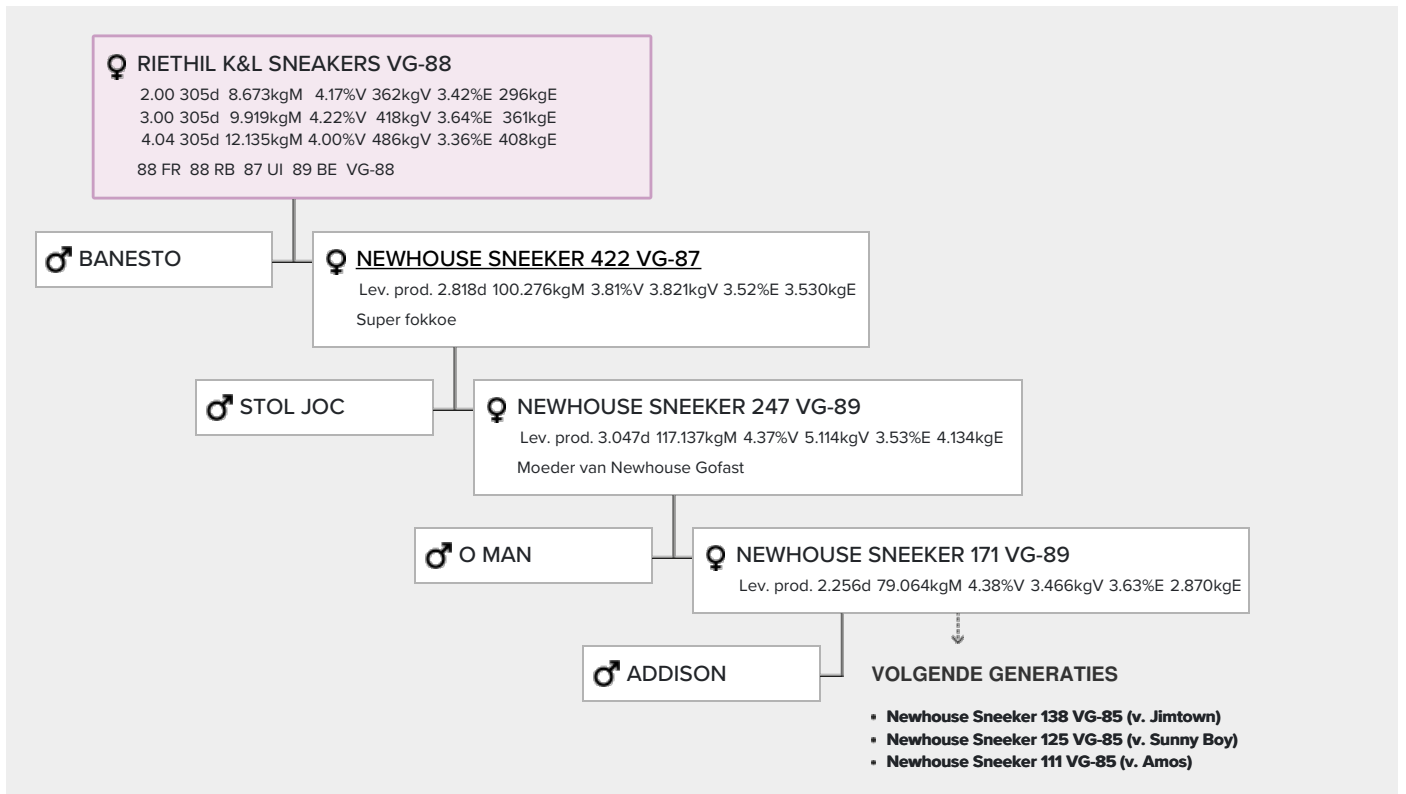 RIETHIL K&L SNEAKERS VG-88
2.00 305d 8.673kgM 4.17%V 362kgV 3.42%E 296kgE
3.00 305d 9.919kgM 4.22%V 418kgV 3.64%E 361kgE
4.04 305d 12.135kgM 4.00%V 486kgV 3.36%E 408kgE
88 FR 88 RB 87 UI 89 BE VG-88
BANESTO
NEWHOUSE SNEEKER 422 VG-87
Lev. prod. 2.818d 100.276kgM 3.81%V 3.821kgV 3.52%E 3.530kgE
Super fokkoe
STOL JOC
NEWHOUSE SNEEKER 247 VG-89
Lev. prod. 3.047d 117.137kgM 4.37%V 5.114kgV 3.53%E 4.134kgE
Moeder van Newhouse Gofast
O MAN
NEWHOUSE SNEEKER 171 VG-89
Lev. prod. 2.256d 79.064kgM 4.38%V 3.466kgV 3.63%E 2.870kgE
ADDISON
VOLGENDE GENERATIES
• Newhouse Sneeker 138 VG-85 (v. Jimtown)
• Newhouse Sneeker 125 VG-85 (v. Sunny Boy)
• Newhouse Sneeker 111 VG-85 (v. Amos)